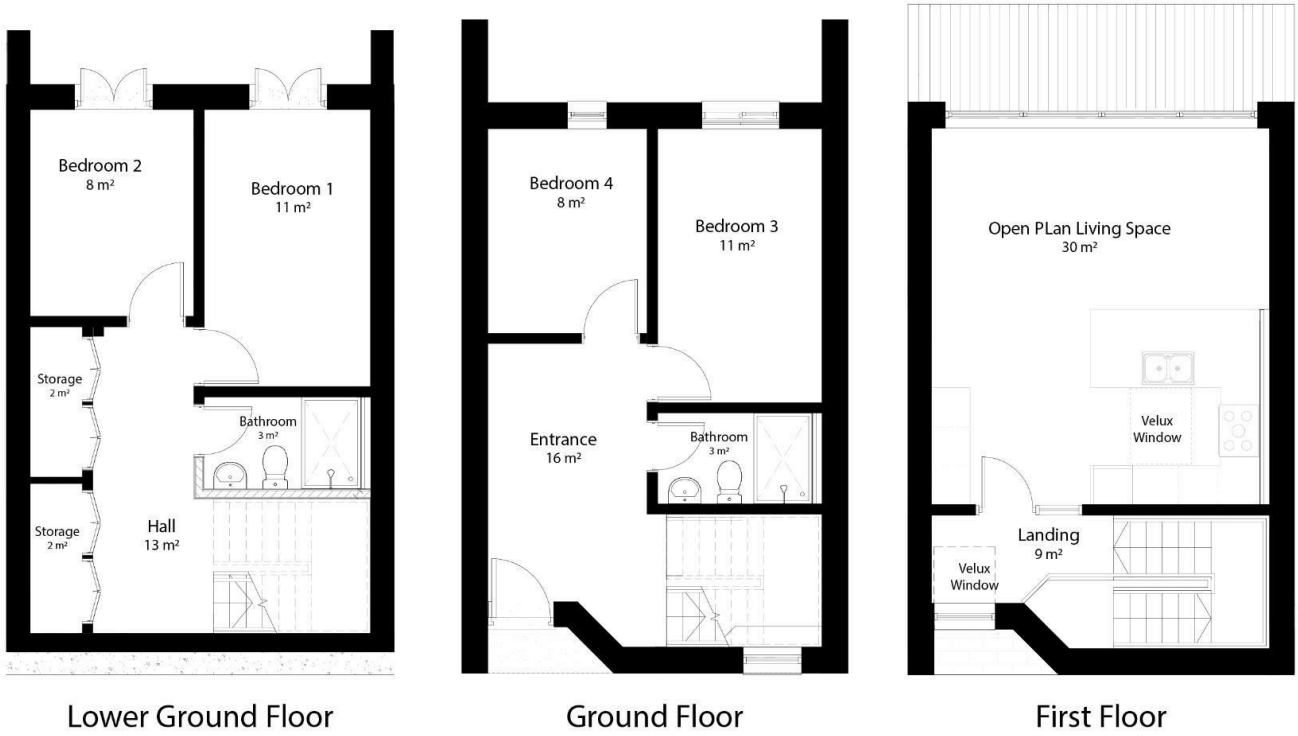 Bedroom 2
8 m²
Bedroom 1
11 m²
Storage
2 m²
Bathroom
3 m²
Storage
2 m²
Hall
13 m²
Lower Ground Floor
Bedroom 4
8 m²
Bedroom 3
11 m²
Entrance
16 m²
Bathroom
3 m²
Ground Floor
Open PLan Living Space
30 m²
Velux
Window
Landing
9 m²
Velux
Window
First Floor